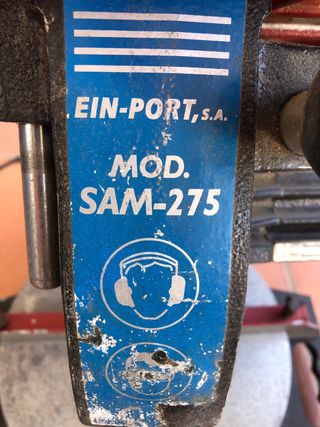 EIN-PORT, S.A.
MOD.
SAM-275